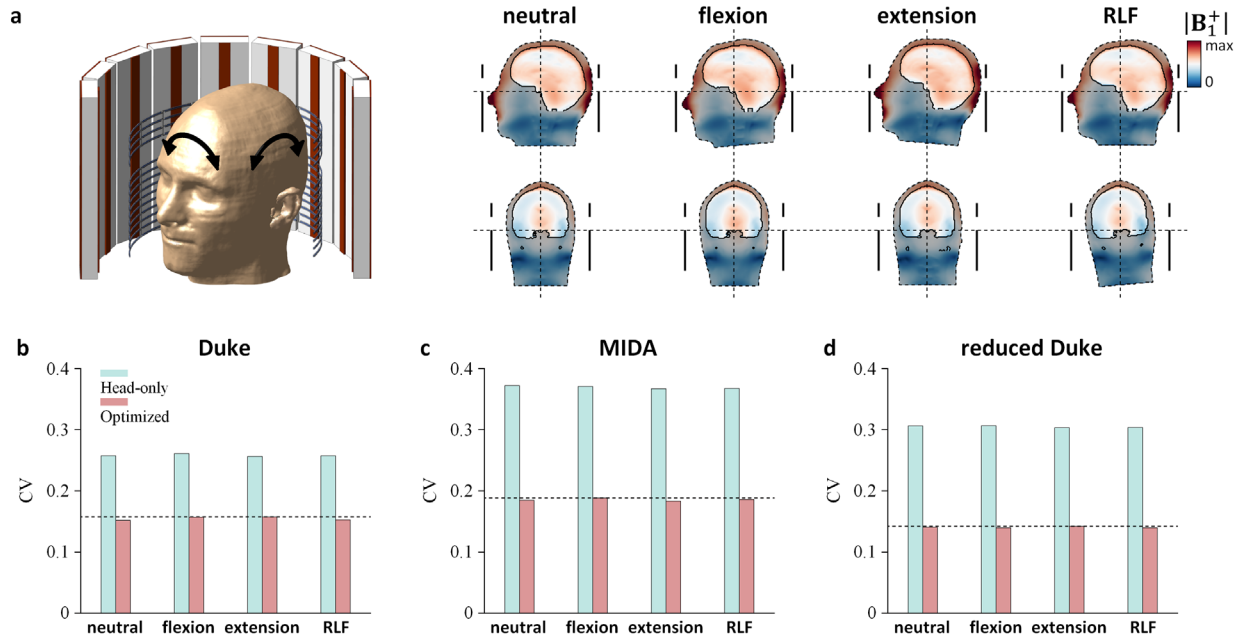 a
neutral
flexion
extension
RLF
|B₁⁺|
max
0
b
Duke
0.4
0.3
0.2
0.1
0
CV
Head-only
Optimized
neutral
flexion
extension
RLF
c
MIDA
0.4
0.3
0.2
0.1
0
CV
neutral
flexion
extension
RLF
d
reduced Duke
0.4
0.3
0.2
0.1
0
CV
neutral
flexion
extension
RLF